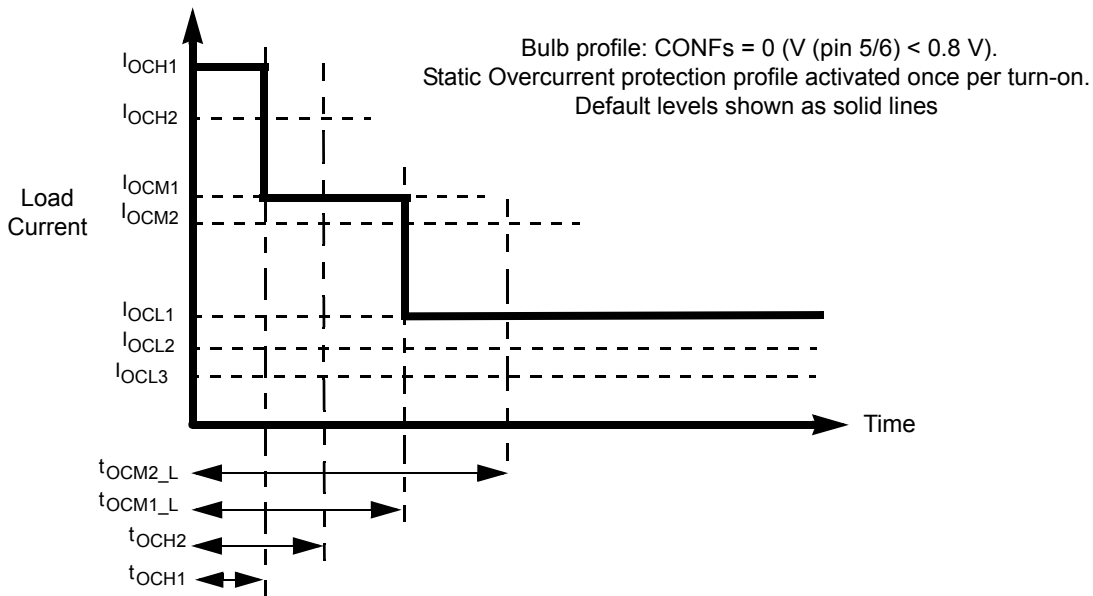 Bulb profile: CONFs = 0 (V (pin 5/6) < 0.8 V).
Static Overcurrent protection profile activated once per turn-on.
Default levels shown as solid lines
IOCH1
IOCH2
IOCM1
IOCM2
Load
Current
IOCL1
IOCL2
IOCL3
Time
tOCM2_L
tOCM1_L
tOCH2
tOCH1